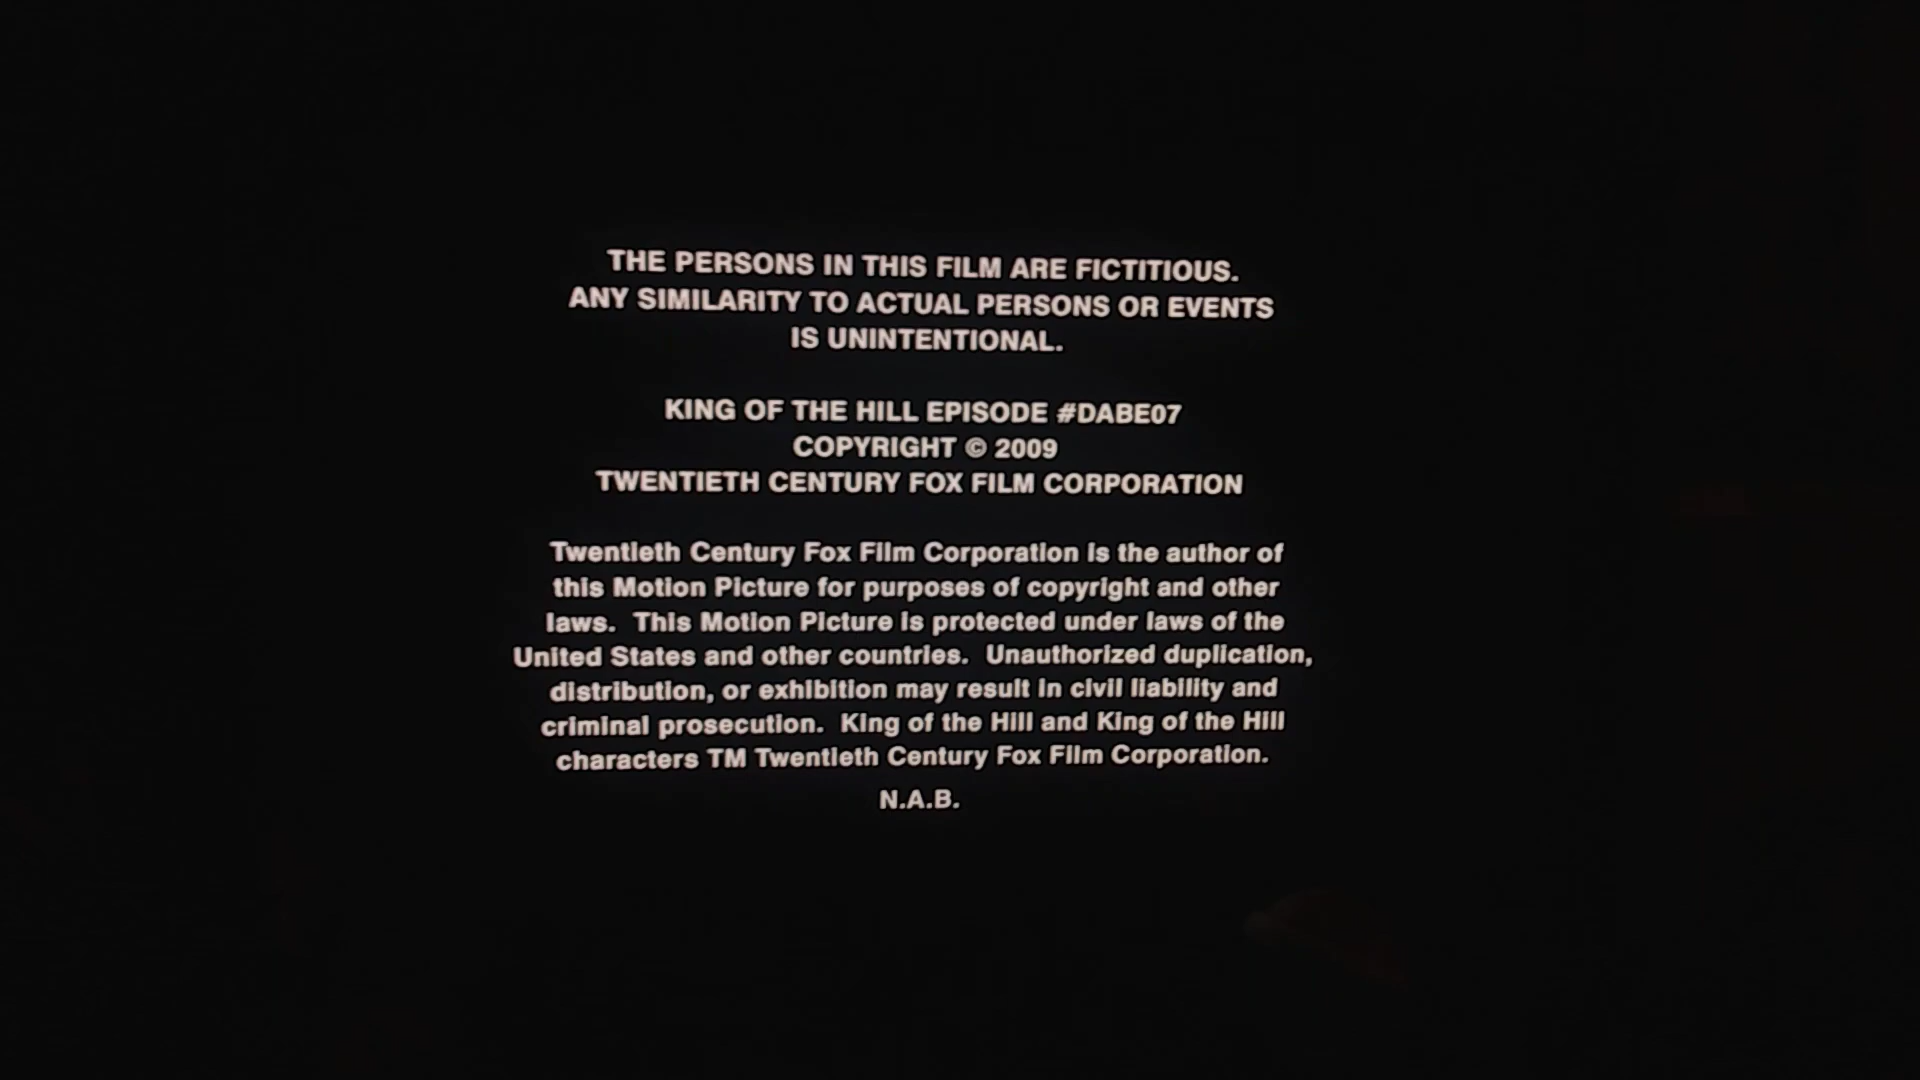 THE PERSONS IN THIS FILM ARE FICTITIOUS.
ANY SIMILARITY TO ACTUAL PERSONS OR EVENTS
IS UNINTENTIONAL.
KING OF THE HILL EPISODE #DABE07
COPYRIGHT © 2009
TWENTIETH CENTURY FOX FILM CORPORATION
Twentieth Century Fox Film Corporation is the author of
this Motion Picture for purposes of copyright and other
laws.  This Motion Picture is protected under laws of the
United States and other countries.  Unauthorized duplication,
distribution, or exhibition may result in civil liability and
criminal prosecution.  King of the Hill and King of the Hill
characters TM Twentieth Century Fox Film Corporation.
N.A.B.